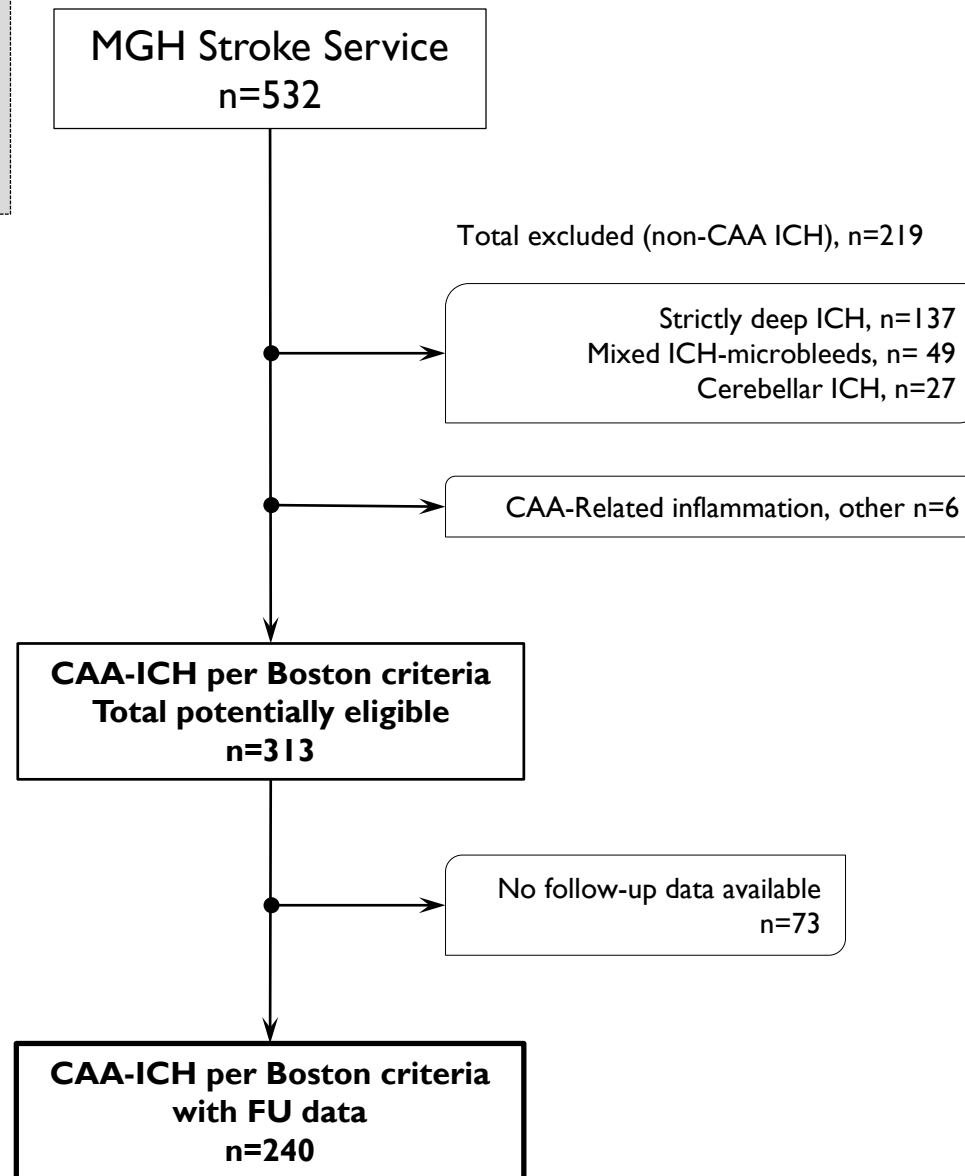 MGH Stroke Service
n=532
Total excluded (non-CAA ICH), n=219
Strictly deep ICH, n=137
Mixed ICH-microbleeds, n= 49
Cerebellar ICH, n=27
CAA-Related inflammation, other n=6
CAA-ICH per Boston criteria
Total potentially eligible
n=313
No follow-up data available
n=73
CAA-ICH per Boston criteria
with FU data
n=240